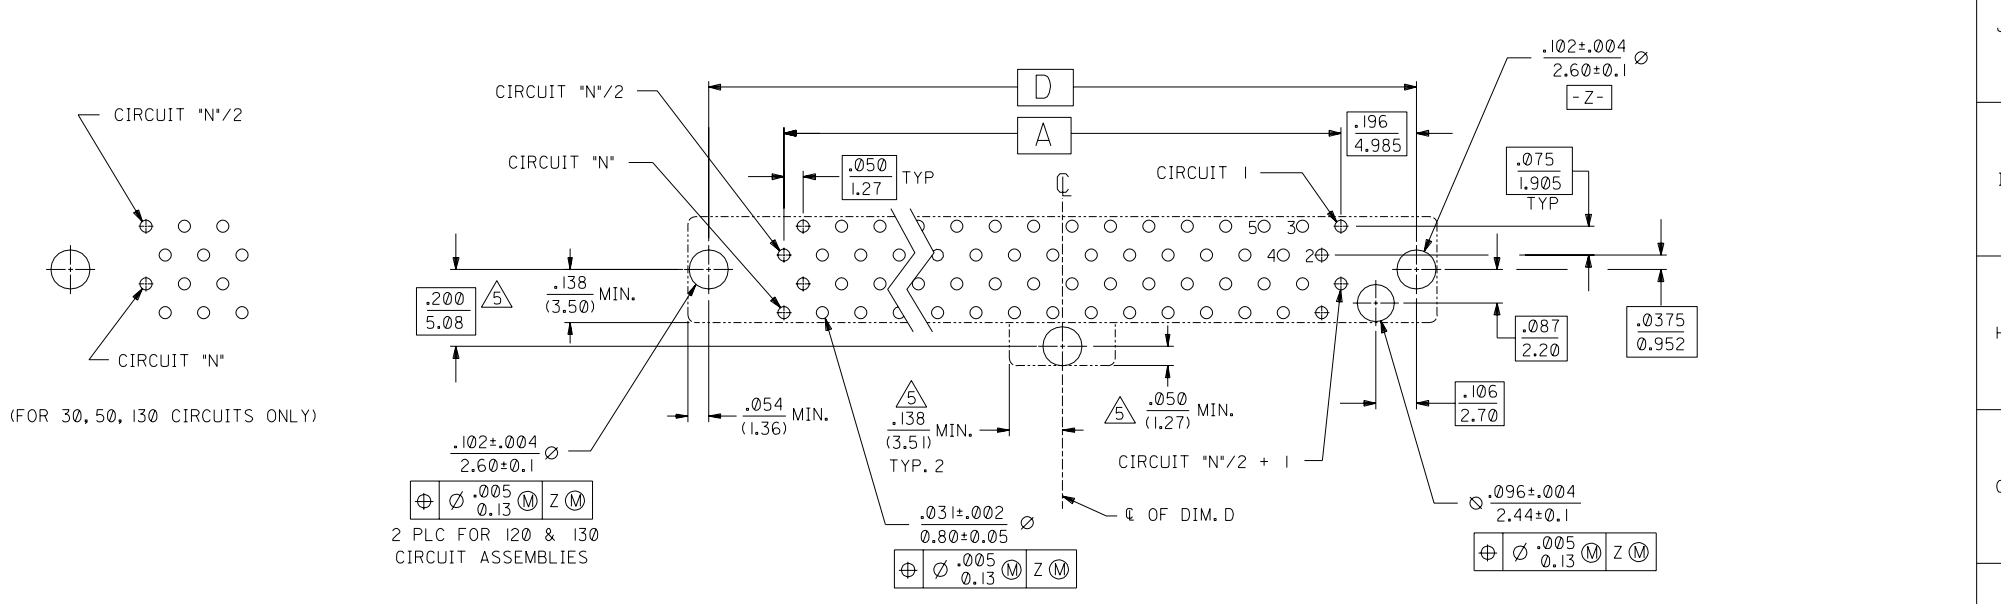 CIRCUIT "N"/2
CIRCUIT "N"
(FOR 30,50,130 CIRCUITS ONLY)
CIRCUIT "N"/2
CIRCUIT "N"
D
A
.050
1.27
TYP
℄
CIRCUIT 1
.196
4.985
.102±.004
2.60±0.1
⌀
-Z-
.075
1.905
TYP
5 3
4 2
.200
5.08
5
.138
(3.50)
MIN.
.087
2.20
.0375
0.952
.106
2.70
.054
(1.36)
MIN.
5
.138
(3.51)
MIN.
TYP. 2
5
.050
(1.27)
MIN.
CIRCUIT "N"/2 + 1
℄ OF DIM. D
.102±.004
2.60±0.1
⌀
⌖ ⌀ .005
0.13 Ⓜ Z Ⓜ
2 PLC FOR 120 & 130
CIRCUIT ASSEMBLIES
.031±.002
0.80±0.05
⌀
⌖ ⌀ .005
0.13 Ⓜ Z Ⓜ
⌀ .096±.004
2.44±0.1
⌖ ⌀ .005
0.13 Ⓜ Z Ⓜ